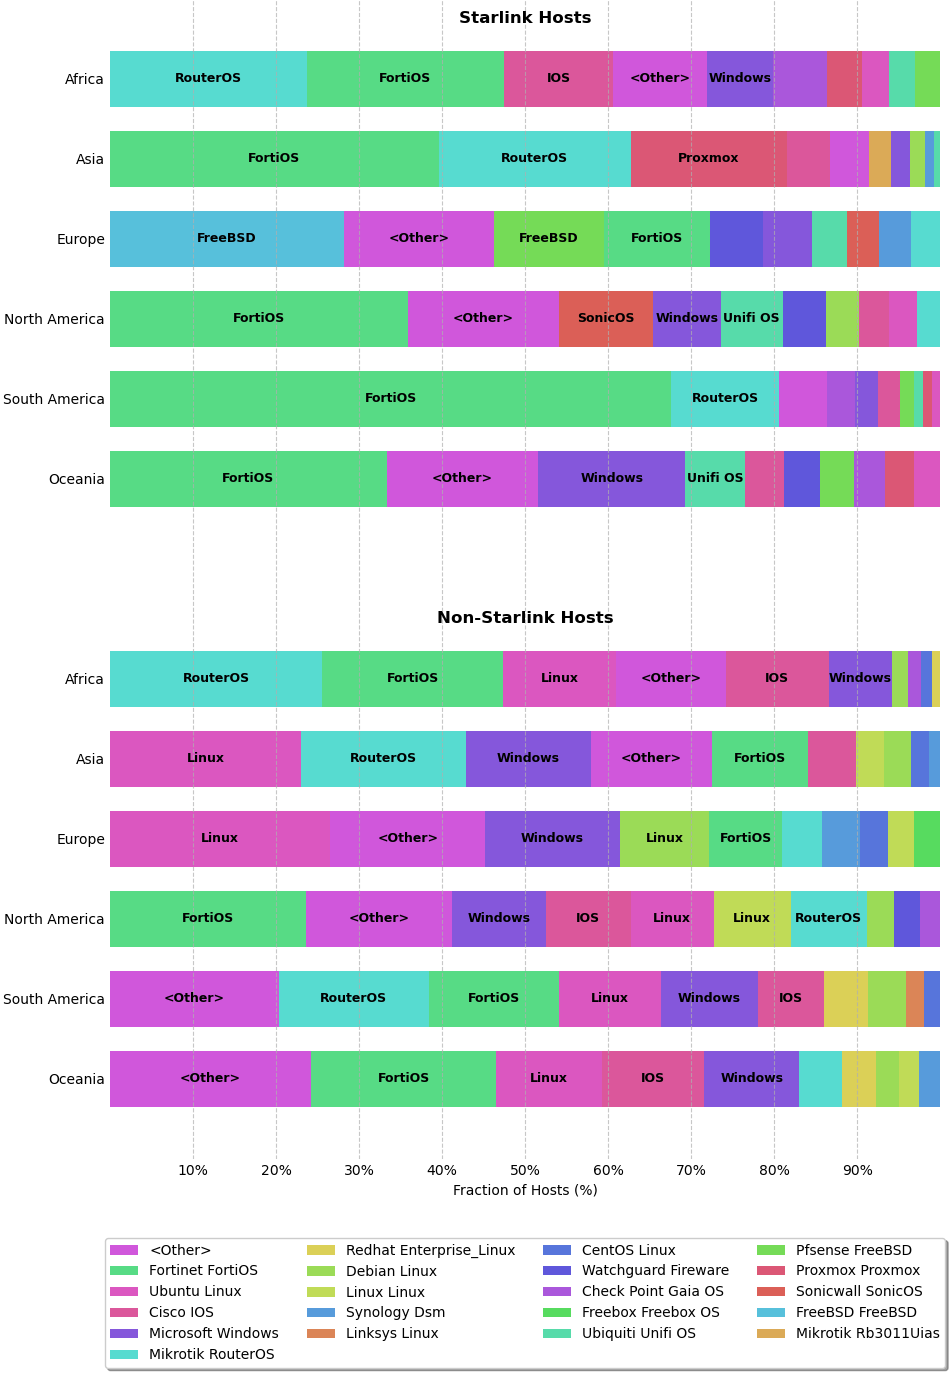 Starlink Hosts
Africa RouterOS FortiOS IOS <Other> Windows
Asia FortiOS RouterOS Proxmox
Europe FreeBSD <Other> FreeBSD FortiOS
North America FortiOS <Other> SonicOS Windows Unifi OS
South America FortiOS RouterOS
Oceania FortiOS <Other> Windows Unifi OS
Non-Starlink Hosts
Africa RouterOS FortiOS Linux <Other> IOS Windows
Asia Linux RouterOS Windows <Other> FortiOS
Europe Linux <Other> Windows Linux FortiOS
North America FortiOS <Other> Windows IOS Linux Linux RouterOS
South America <Other> RouterOS FortiOS Linux Windows IOS
Oceania <Other> FortiOS Linux IOS Windows
10% 20% 30% 40% 50% 60% 70% 80% 90%
Fraction of Hosts (%)
<Other> Redhat Enterprise_Linux CentOS Linux Pfsense FreeBSD
Fortinet FortiOS Debian Linux Watchguard Fireware Proxmox Proxmox
Ubuntu Linux Linux Linux Check Point Gaia OS Sonicwall SonicOS
Cisco IOS Synology Dsm Freebox Freebox OS FreeBSD FreeBSD
Microsoft Windows Linksys Linux Ubiquiti Unifi OS Mikrotik Rb3011Uias
Mikrotik RouterOS